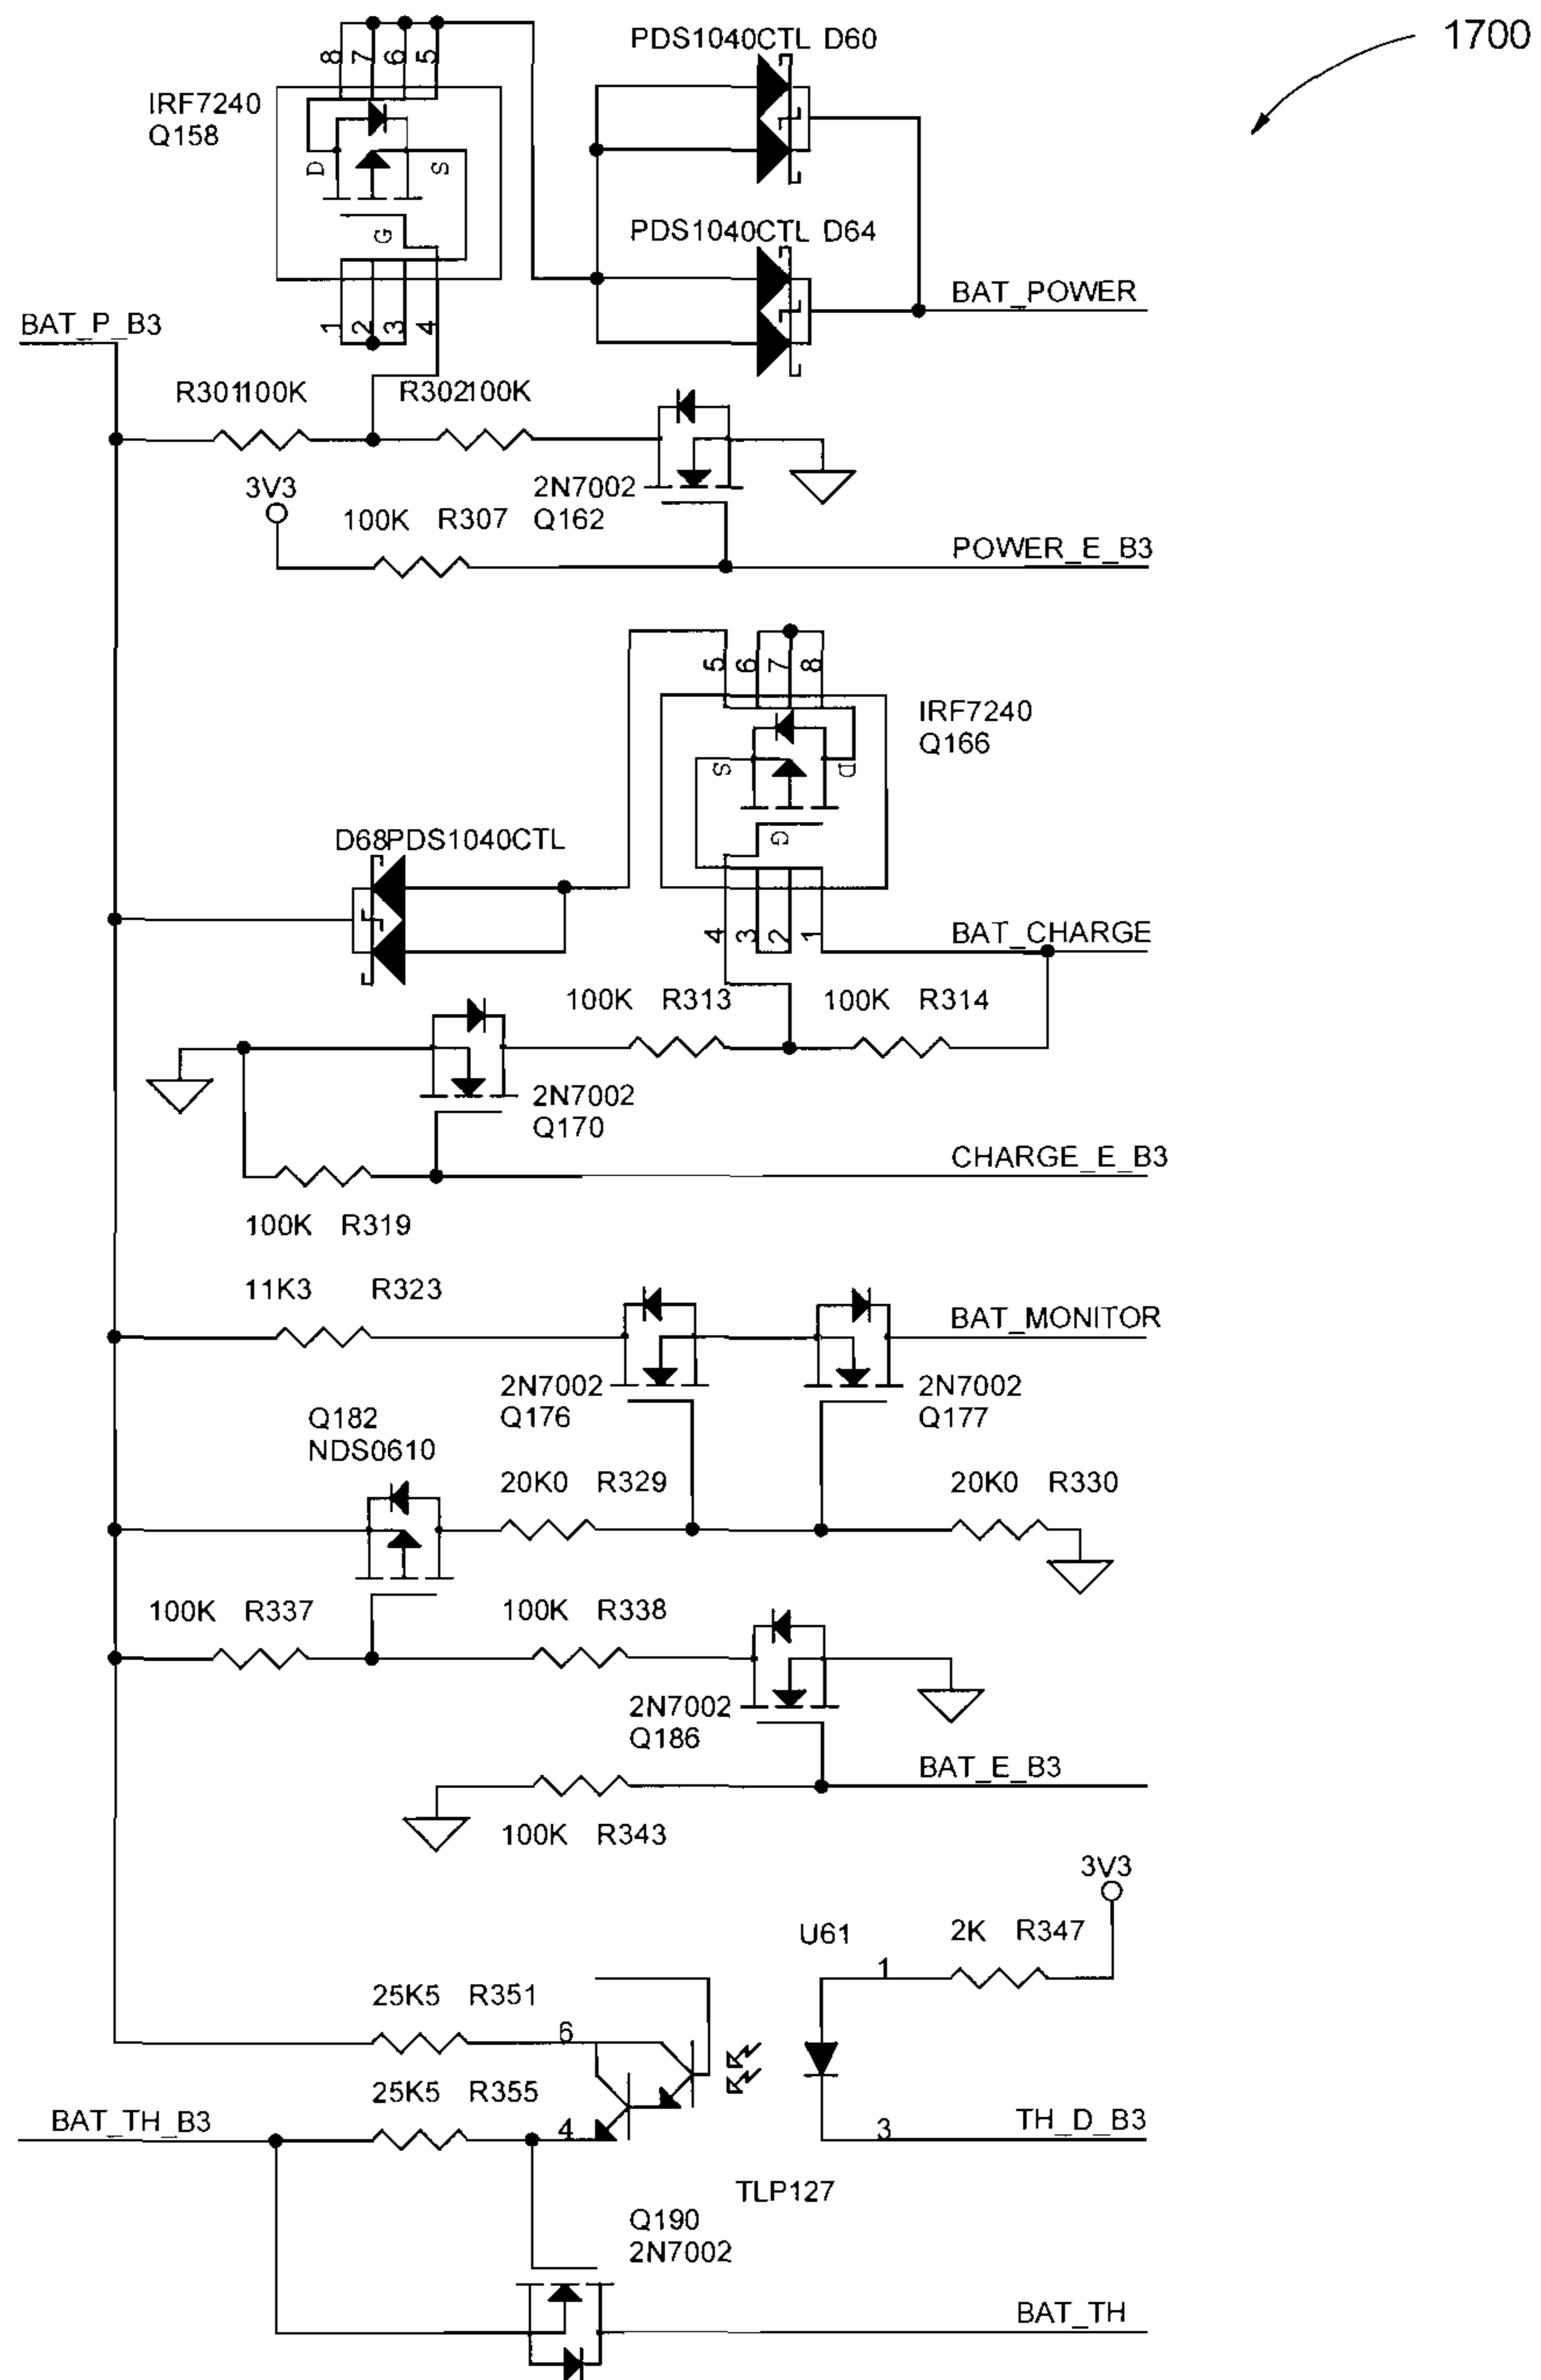 1700
PDS1040CTL D60
8 7 6 5
IRF7240
Q158
D
S
G
PDS1040CTL D64
BAT_POWER
1 2 3 4
BAT_P_B3
R301100K
R302100K
3V3
2N7002
Q162
100K R307
POWER_E_B3
5 6 7 8
IRF7240
Q166
S
D
G
D68PDS1040CTL
4 3 2 1
BAT_CHARGE
100K R313
100K R314
2N7002
Q170
CHARGE_E_B3
100K R319
11K3 R323
BAT_MONITOR
2N7002
Q176
2N7002
Q177
Q182
NDS0610
20K0 R329
20K0 R330
100K R337
100K R338
2N7002
Q186
BAT_E_B3
100K R343
3V3
U61
2K R347
1
25K5 R351
6
25K5 R355
BAT_TH_B3
4
3
TH_D_B3
TLP127
Q190
2N7002
BAT_TH